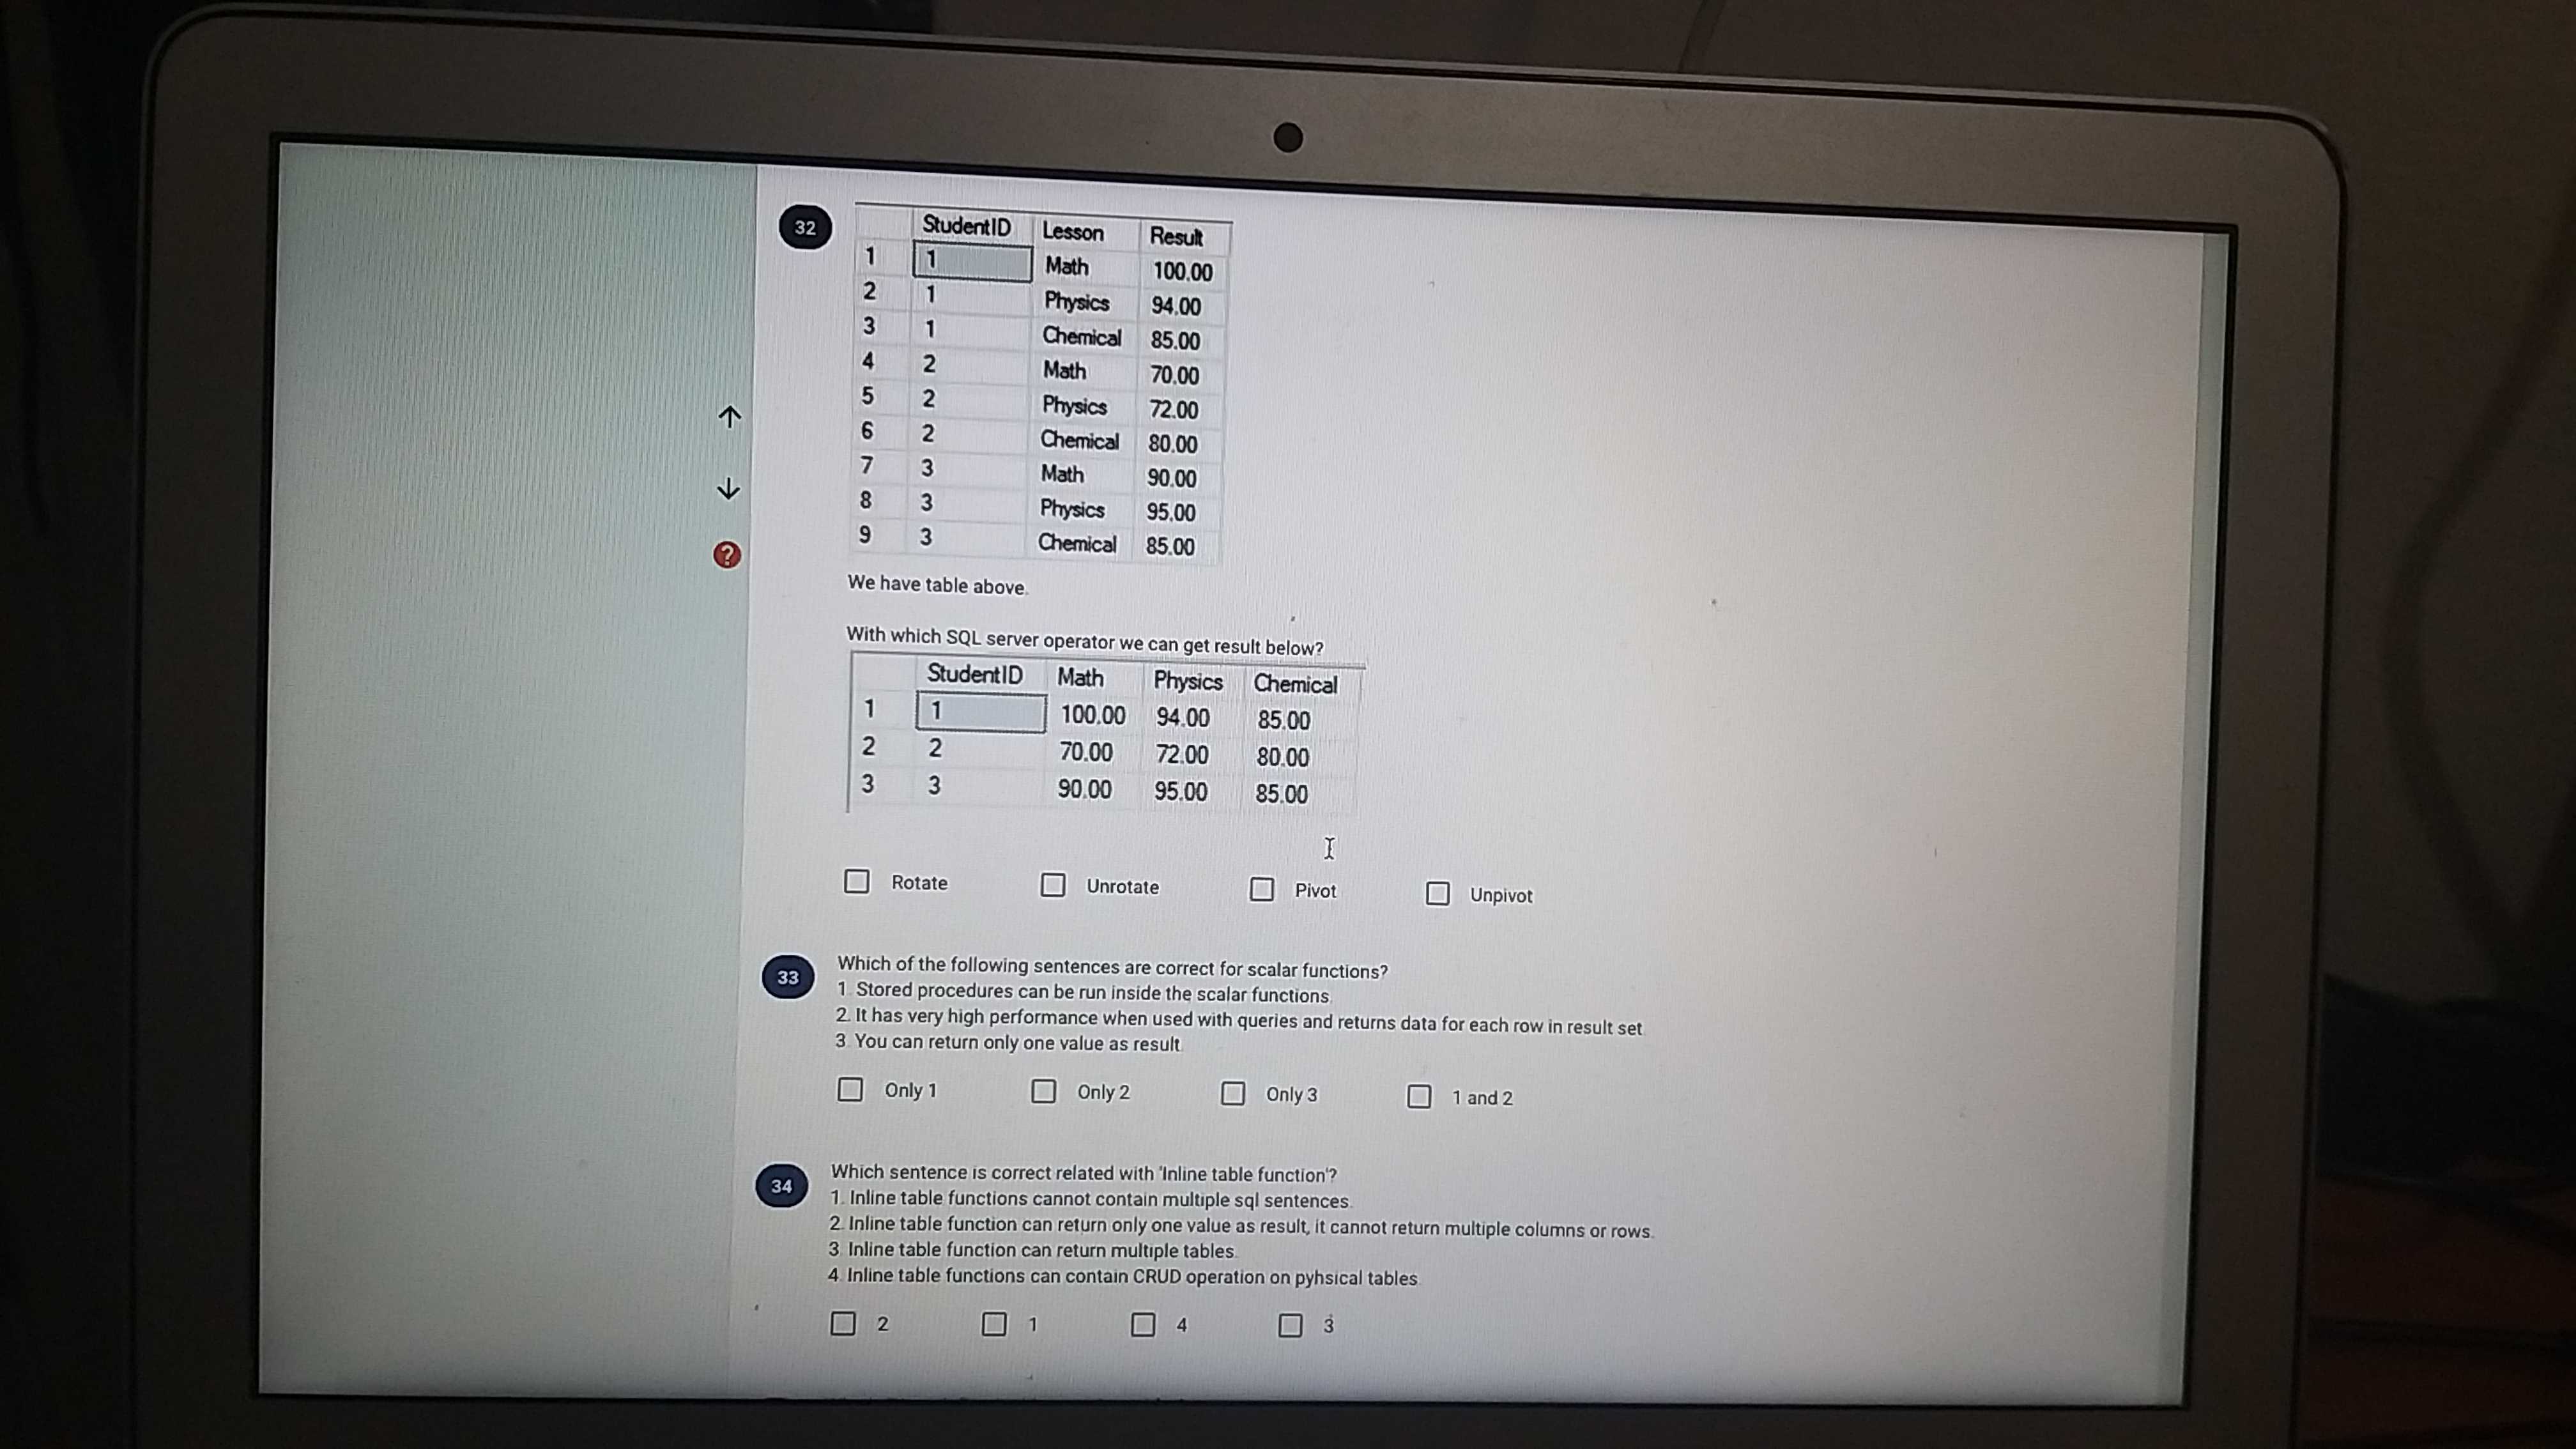 32
StudentID Lesson Result
1 1 Math 100.00
2 1 Physics 94.00
3 1 Chemical 85.00
4 2 Math 70.00
5 2 Physics 72.00
6 2 Chemical 80.00
7 3 Math 90.00
8 3 Physics 95.00
9 3 Chemical 85.00
?
We have table above.
With which SQL server operator we can get result below?
StudentID Math Physics Chemical
1 1 100.00 94.00 85.00
2 2 70.00 72.00 80.00
3 3 90.00 95.00 85.00
Rotate Unrotate Pivot Unpivot
33
Which of the following sentences are correct for scalar functions?
1. Stored procedures can be run inside the scalar functions.
2. It has very high performance when used with queries and returns data for each row in result set.
3. You can return only one value as result.
Only 1 Only 2 Only 3 1 and 2
34
Which sentence is correct related with 'Inline table function'?
1. Inline table functions cannot contain multiple sql sentences.
2. Inline table function can return only one value as result, it cannot return multiple columns or rows.
3. Inline table function can return multiple tables.
4. Inline table functions can contain CRUD operation on pyhsical tables.
2 1 4 3